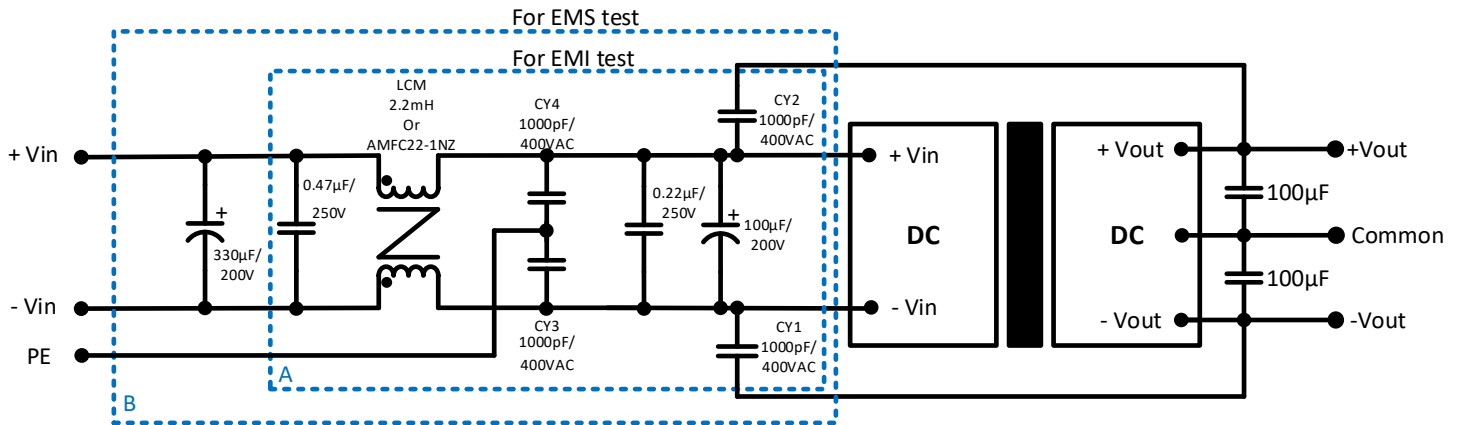 For EMS test
For EMI test
LCM
2.2mH
Or
AMFC22-1NZ
CY4
1000pF/
400VAC
CY2
1000pF/
400VAC
+ Vin
0.47µF/
250V
0.22µF/
250V
+
330µF/
200V
+
100µF/
200V
+ Vin
DC
- Vin
DC
+ Vout
- Vout
+Vout
100µF
Common
100µF
-Vout
- Vin
PE
CY3
1000pF/
400VAC
CY1
1000pF/
400VAC
A
B